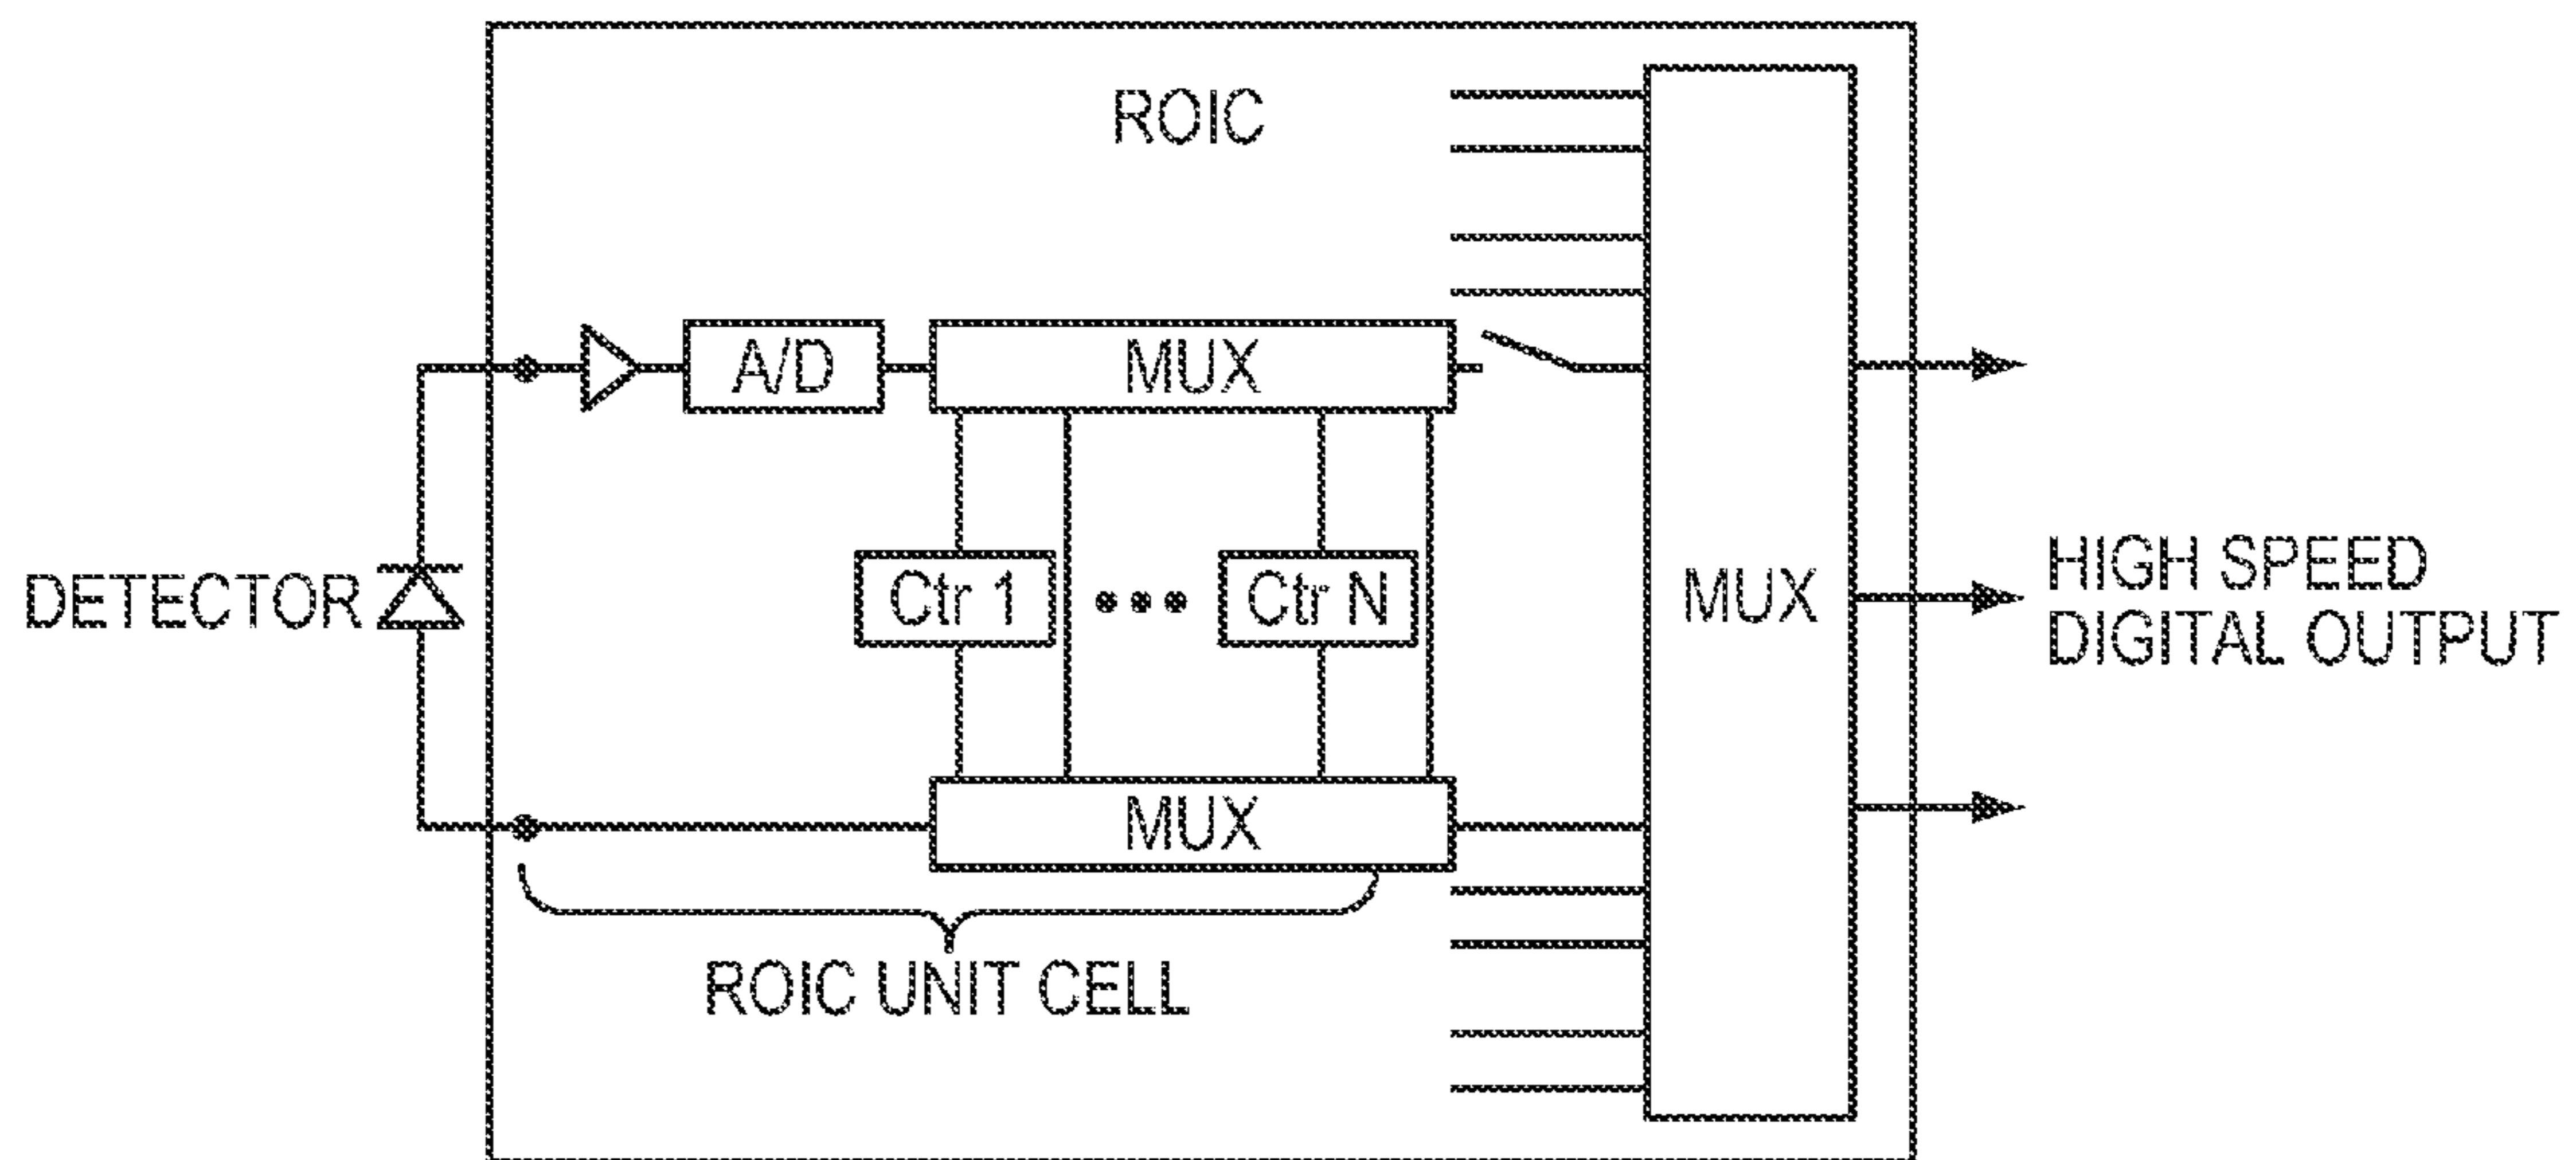 ROIC
A/D
MUX
DETECTOR
Ctr 1
Ctr N
MUX
HIGH SPEED
DIGITAL OUTPUT
MUX
ROIC UNIT CELL